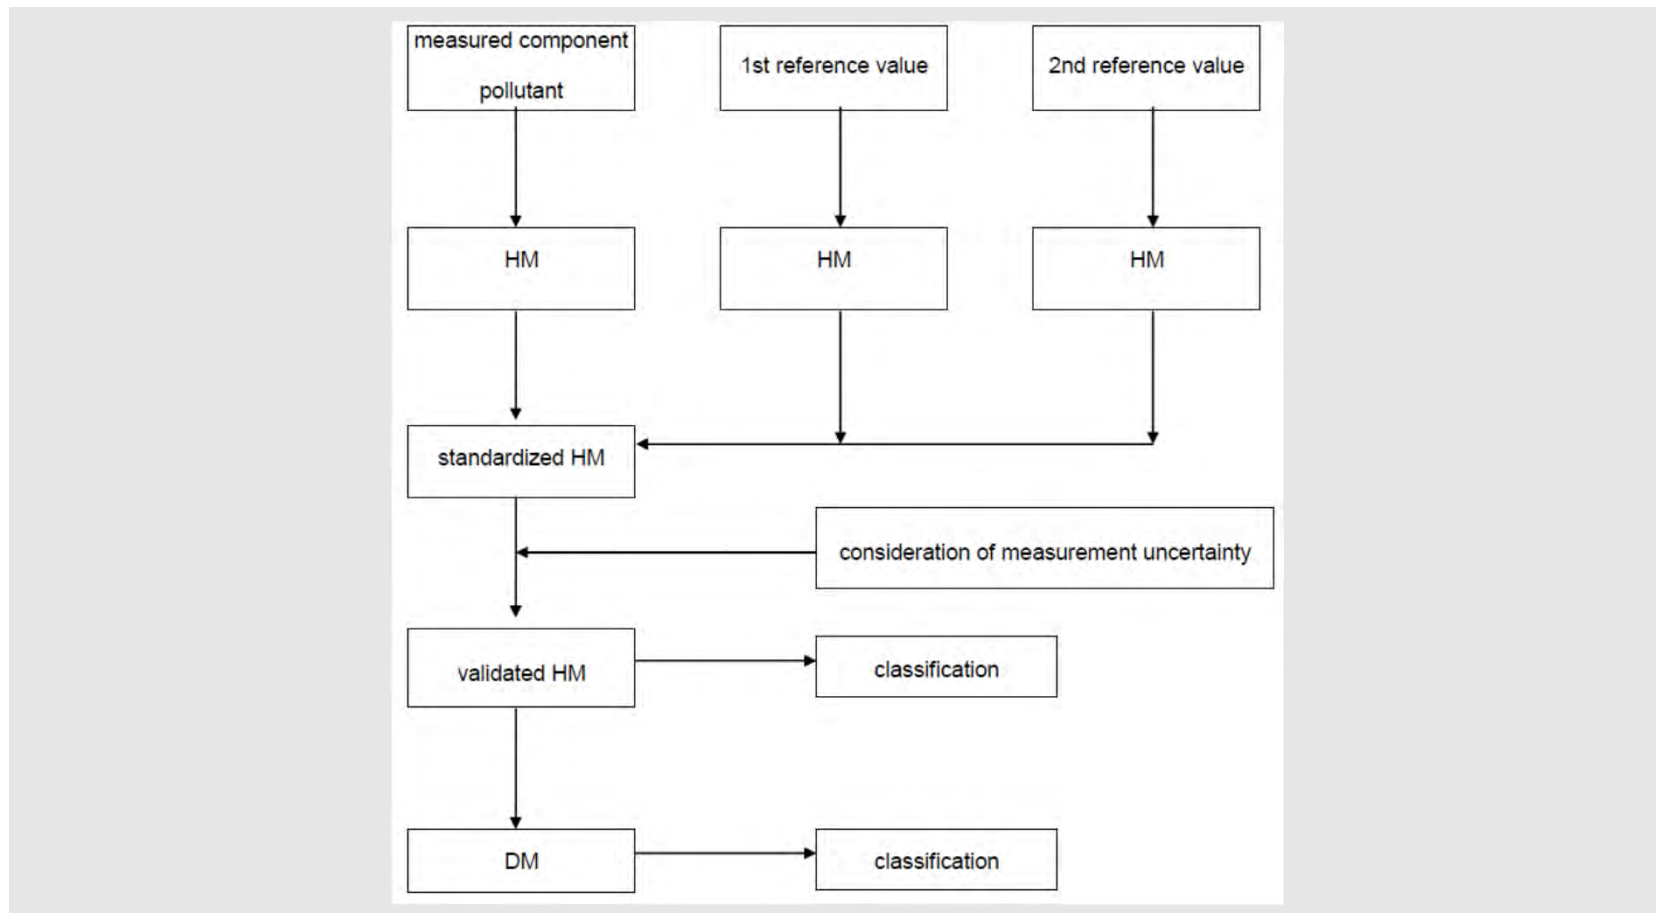 measured component
pollutant
1st reference value
2nd reference value
HM
HM
HM
standardized HM
consideration of measurement uncertainty
validated HM
classification
DM
classification